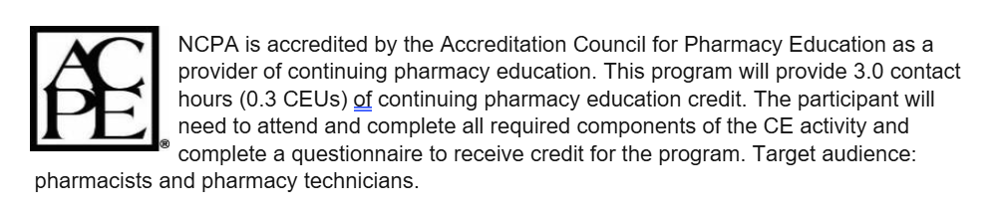 AC
PE
®
NCPA is accredited by the Accreditation Council for Pharmacy Education as a
provider of continuing pharmacy education. This program will provide 3.0 contact
hours (0.3 CEUs) of continuing pharmacy education credit. The participant will
need to attend and complete all required components of the CE activity and
complete a questionnaire to receive credit for the program. Target audience:
pharmacists and pharmacy technicians.